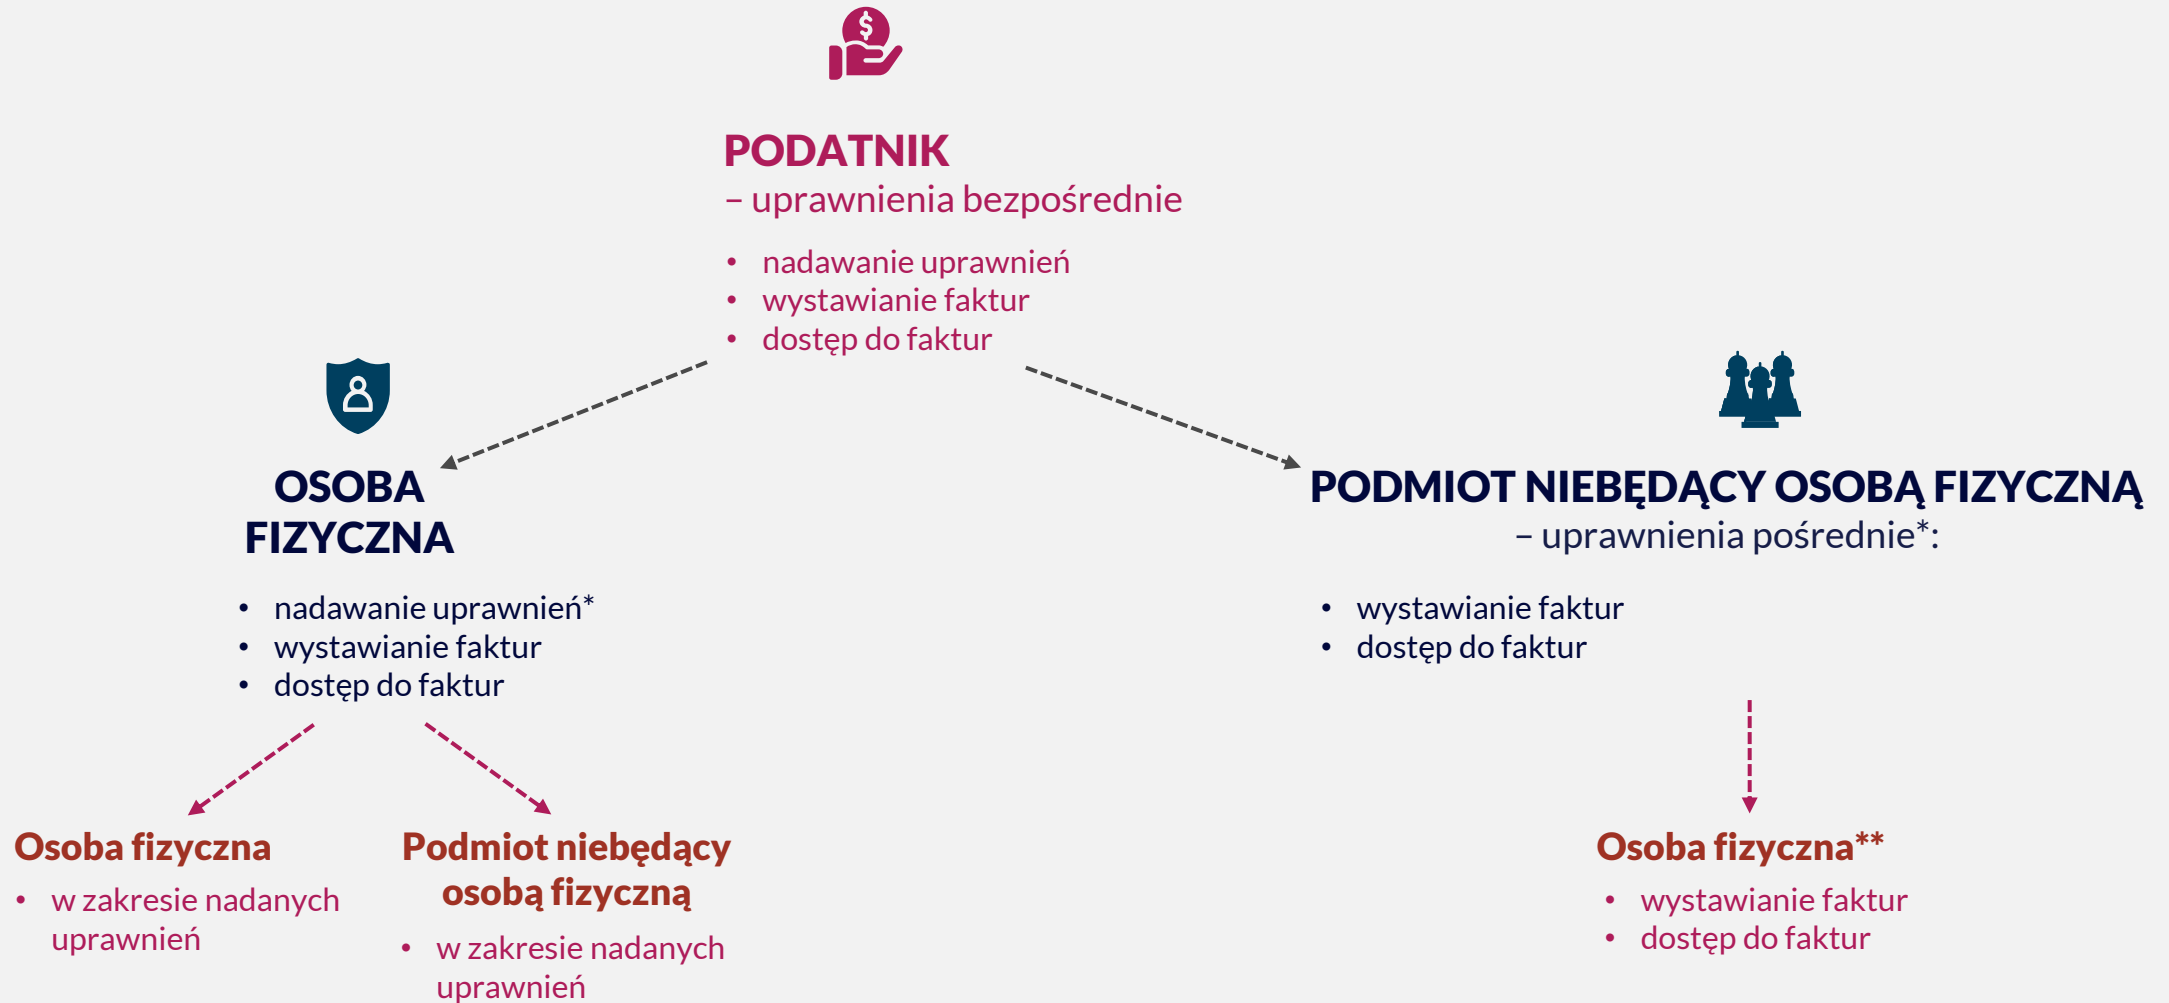 $
PODATNIK
– uprawnienia bezpośrednie
• nadawanie uprawnień
• wystawianie faktur
• dostęp do faktur
OSOBA
FIZYCZNA
• nadawanie uprawnień*
• wystawianie faktur
• dostęp do faktur
PODMIOT NIEBĘDĄCY OSOBĄ FIZYCZNĄ
– uprawnienia pośrednie*:
• wystawianie faktur
• dostęp do faktur
Osoba fizyczna
• w zakresie nadanych
uprawnień
Podmiot niebędący
osobą fizyczną
• w zakresie nadanych
uprawnień
Osoba fizyczna**
• wystawianie faktur
• dostęp do faktur